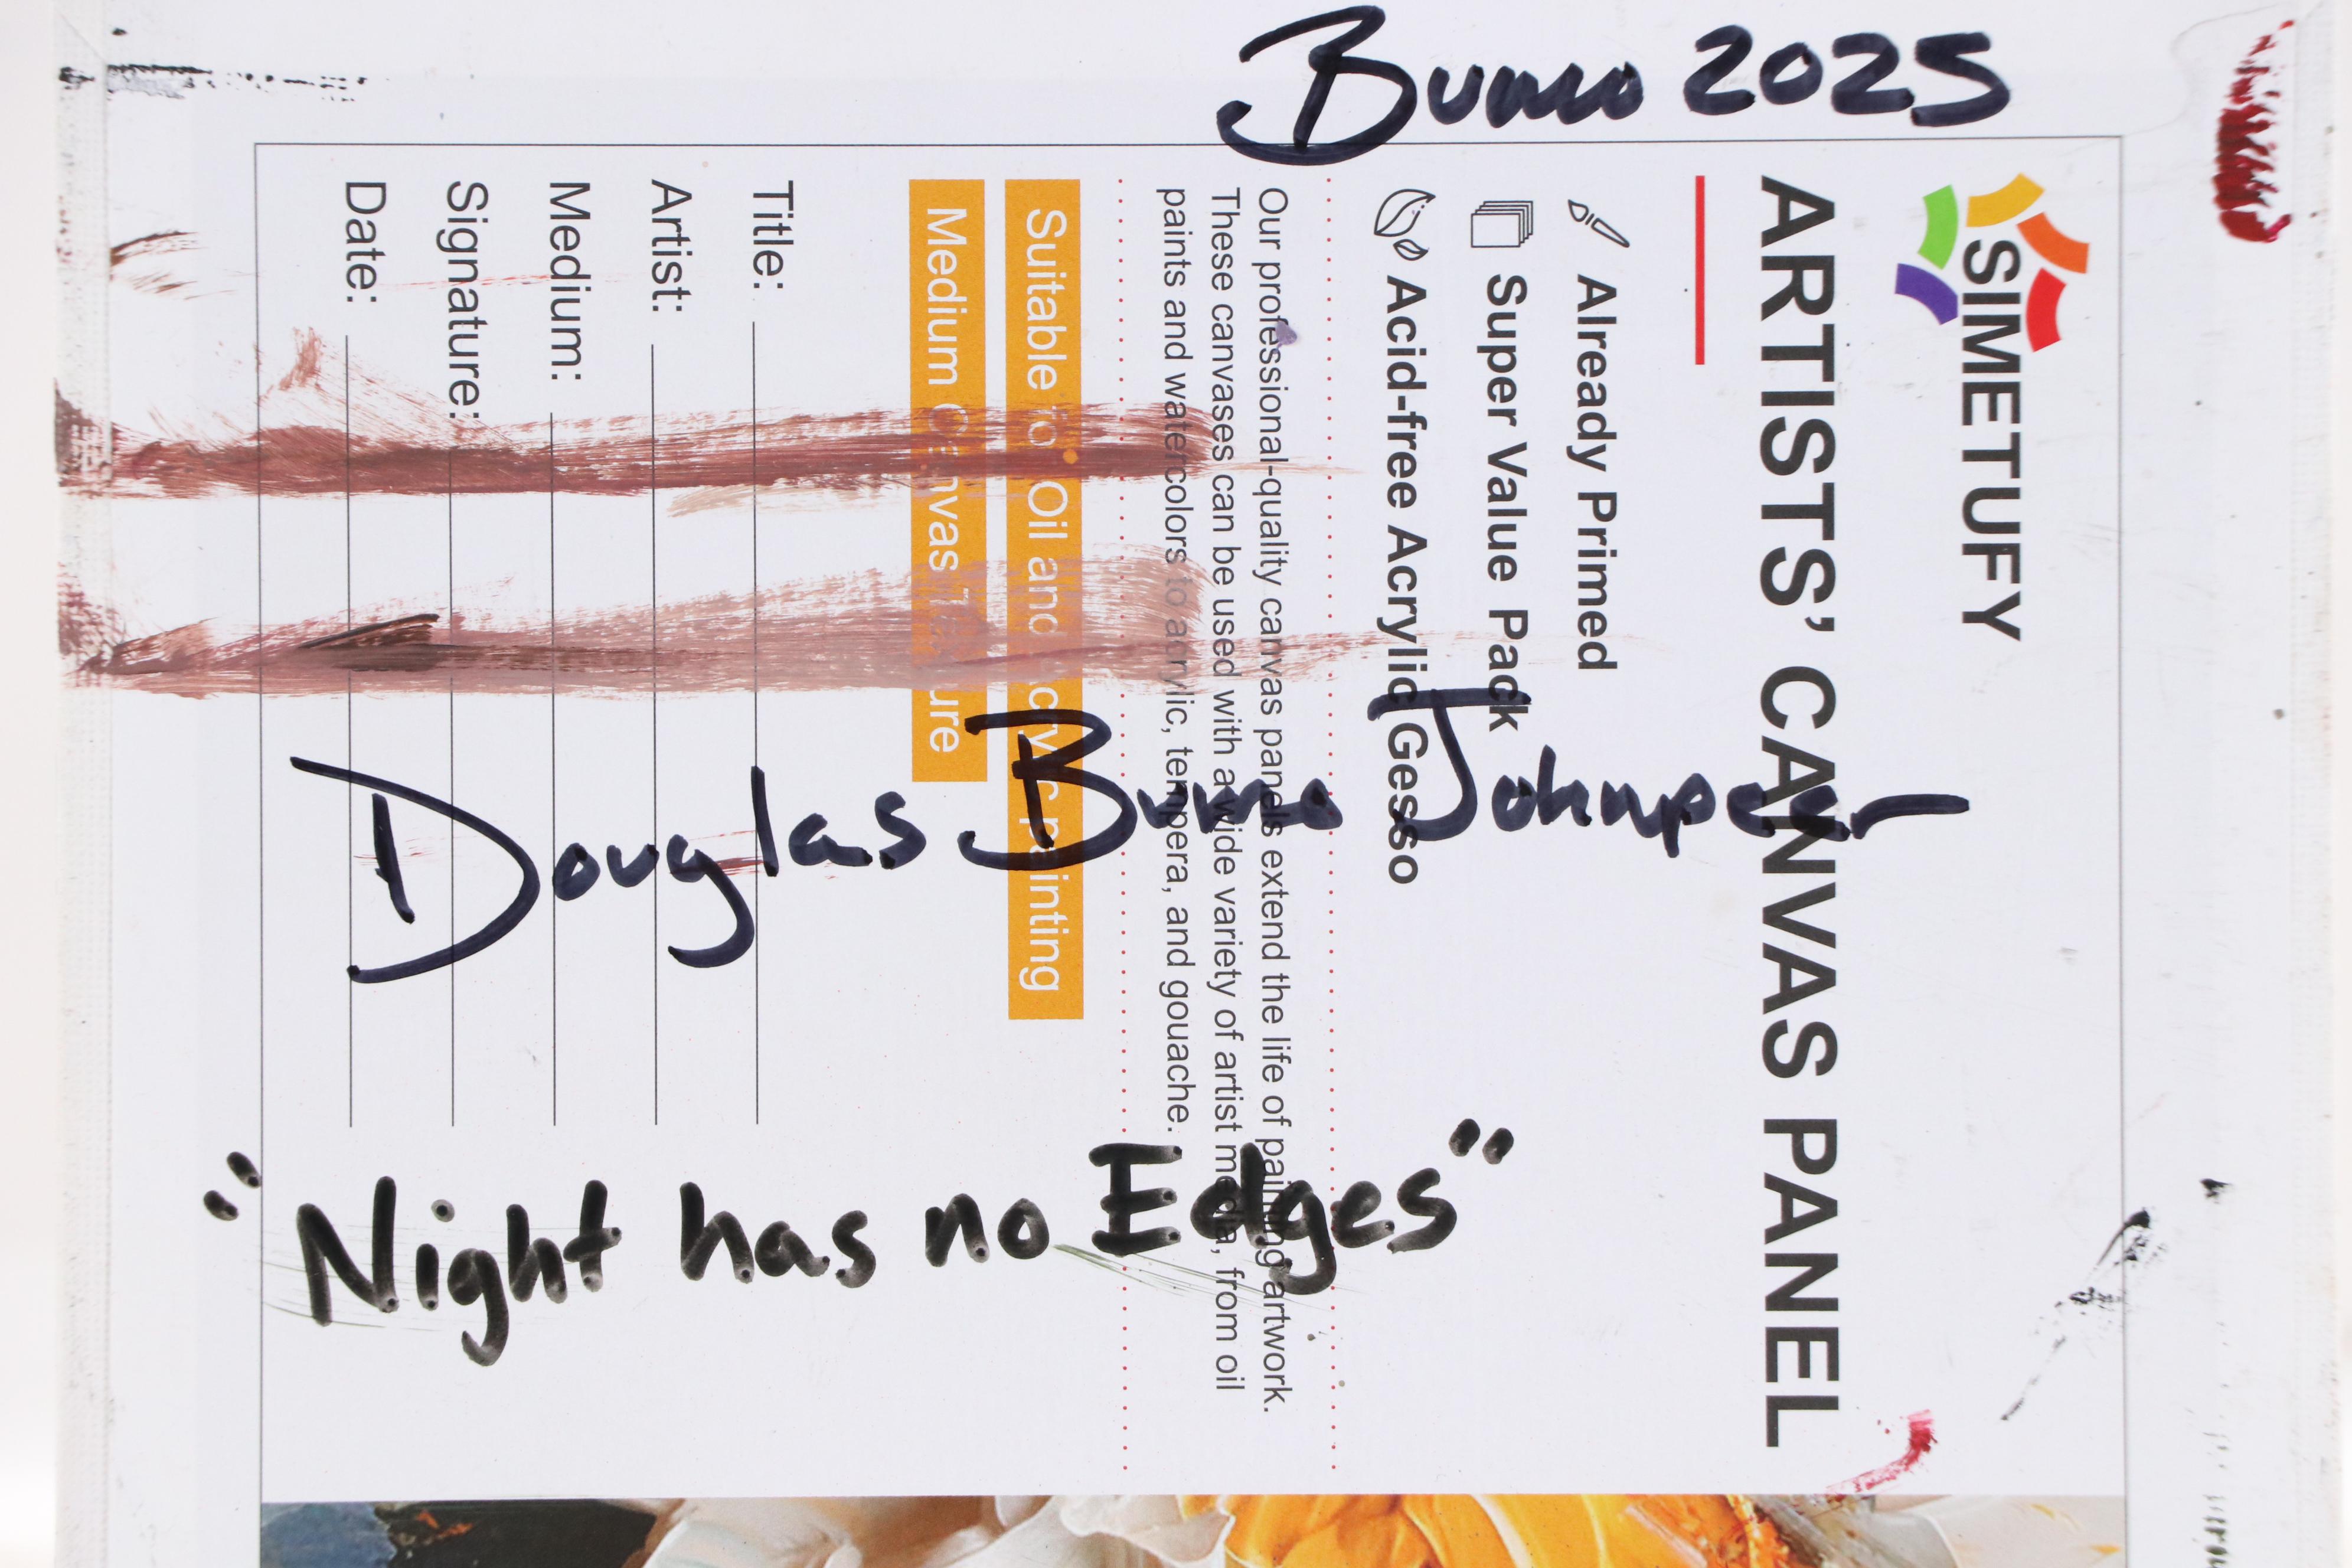 Bumo 2025
SIMETUFY
ARTISTS' CANVAS PANEL
Already Primed
Super Value Pack
Acid-free Acrylic Gesso
Our professional-quality canvas panels extend the life of painting artwork.
These canvases can be used with a wide variety of artist media, from oil
paints and watercolors to acrylic, tempera, and gouache.
Suitable for Oil and Acrylic painting
Medium Canvas Texture
Title:
Artist:
Medium:
Signature:
Date:
Douglas Bumo Johnpeer
"Night has no Edges"